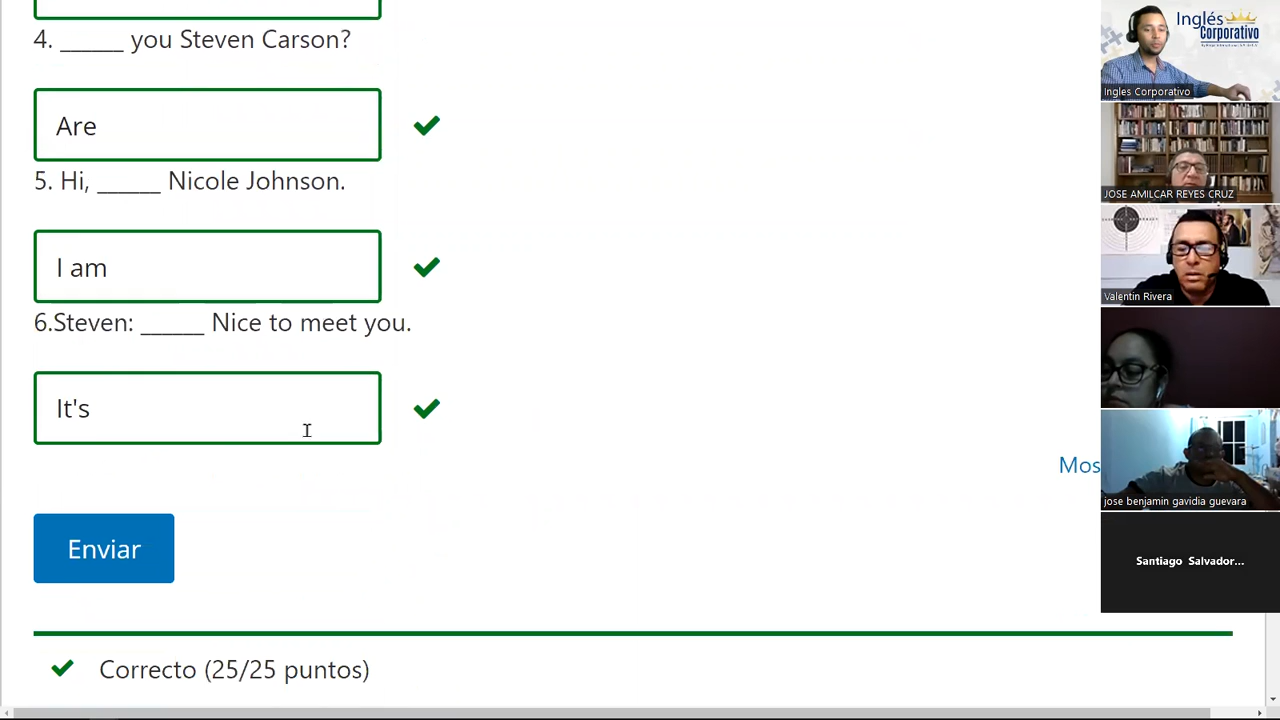 4. ______ you Steven Carson?
Are
5. Hi, ______ Nicole Johnson.
I am
6.Steven: ______ Nice to meet you.
It's
Mos
Enviar
Correcto (25/25 puntos)
Inglés
Corporativo
Ingles Corporativo
JOSE AMILCAR REYES CRUZ
Valentin Rivera
jose benjamin gavidia guevara
Santiago Salvador...